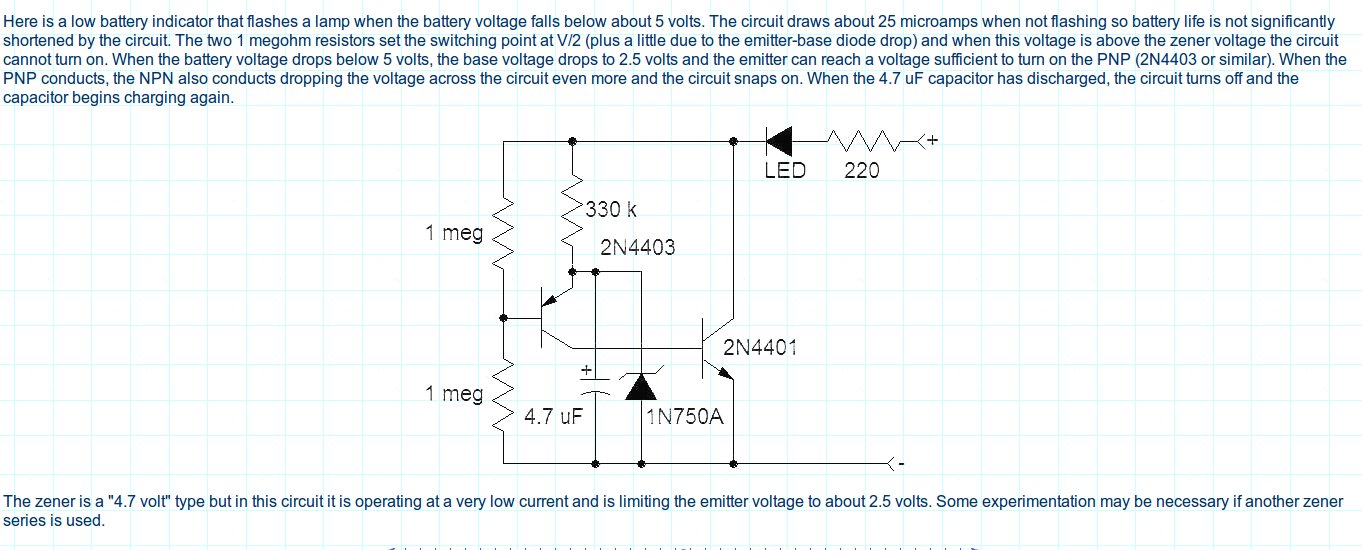 Here is a low battery indicator that flashes a lamp when the battery voltage falls below about 5 volts. The circuit draws about 25 microamps when not flashing so battery life is not significantly
shortened by the circuit. The two 1 megohm resistors set the switching point at V/2 (plus a little due to the emitter-base diode drop) and when this voltage is above the zener voltage the circuit
cannot turn on. When the battery voltage drops below 5 volts, the base voltage drops to 2.5 volts and the emitter can reach a voltage sufficient to turn on the PNP (2N4403 or similar). When the
PNP conducts, the NPN also conducts dropping the voltage across the circuit even more and the circuit snaps on. When the 4.7 uF capacitor has discharged, the circuit turns off and the
capacitor begins charging again.
+
LED 220
330 k
1 meg
2N4403
2N4401
+
1 meg
4.7 uF 1N750A
-
The zener is a "4.7 volt" type but in this circuit it is operating at a very low current and is limiting the emitter voltage to about 2.5 volts. Some experimentation may be necessary if another zener
series is used.